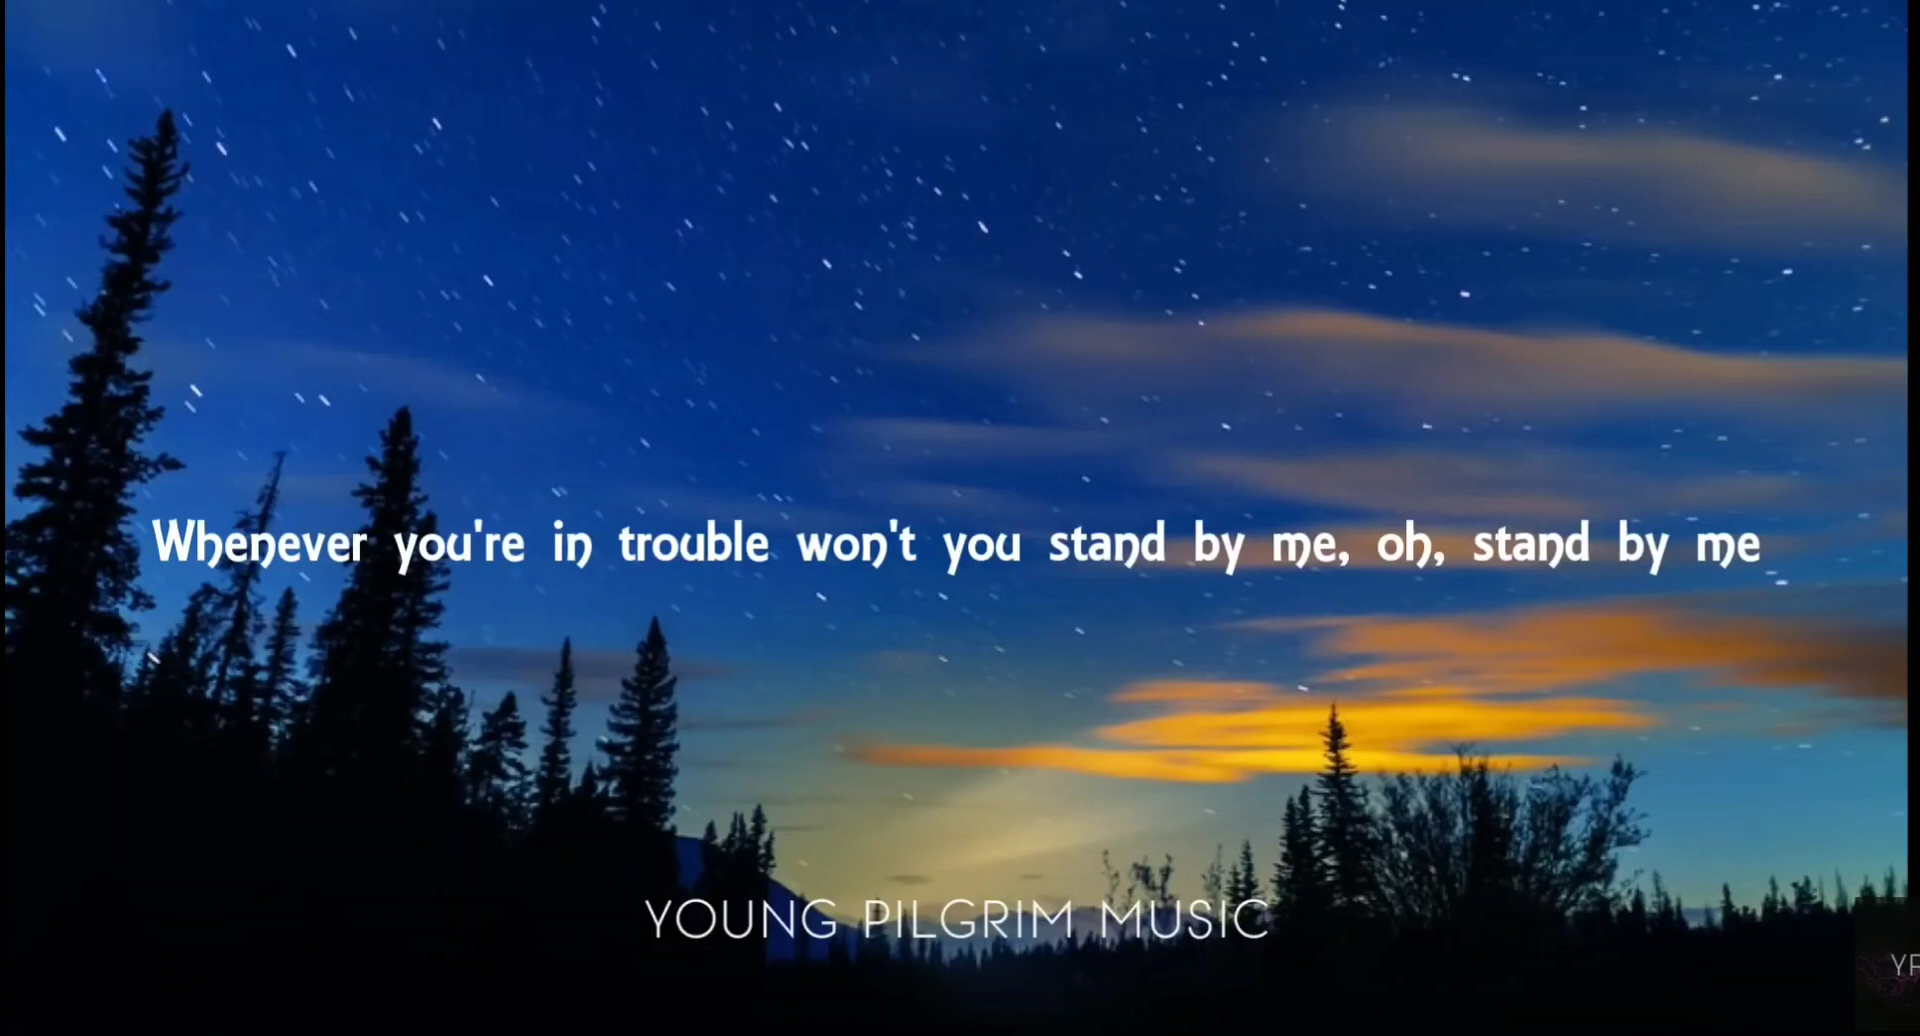 Whenever you're in trouble won't you stand by me, oh, stand by me
YOUNG PILGRIM MUSIC